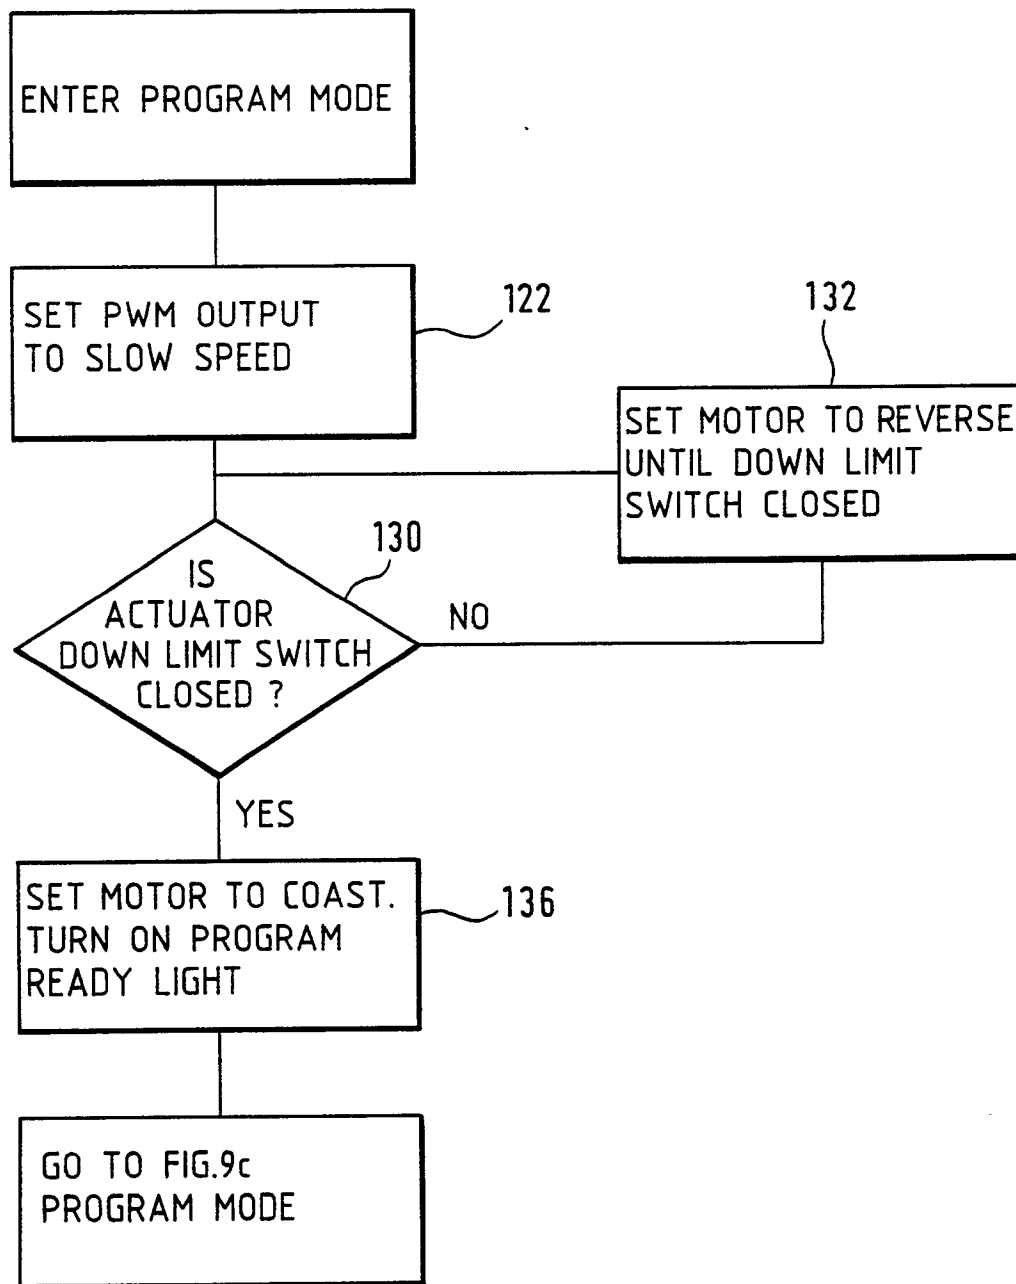 ENTER PROGRAM MODE
SET PWM OUTPUT
TO SLOW SPEED
122
132
SET MOTOR TO REVERSE
UNTIL DOWN LIMIT
SWITCH CLOSED
130
IS
ACTUATOR
DOWN LIMIT SWITCH
CLOSED ?
NO
YES
SET MOTOR TO COAST.
TURN ON PROGRAM
READY LIGHT
136
GO TO FIG.9c
PROGRAM MODE